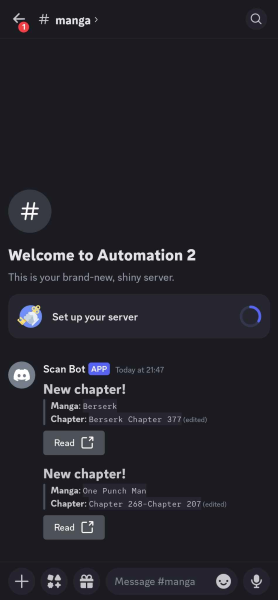 1
# manga ›
Welcome to Automation 2
This is your brand-new, shiny server.
Set up your server
Scan Bot APP Today at 21:47
New chapter!
Manga: Berserk
Chapter: Berserk Chapter 377 (edited)
Read
New chapter!
Manga: One Punch Man
Chapter: Chapter 268-Chapter 207 (edited)
Read
Message #manga